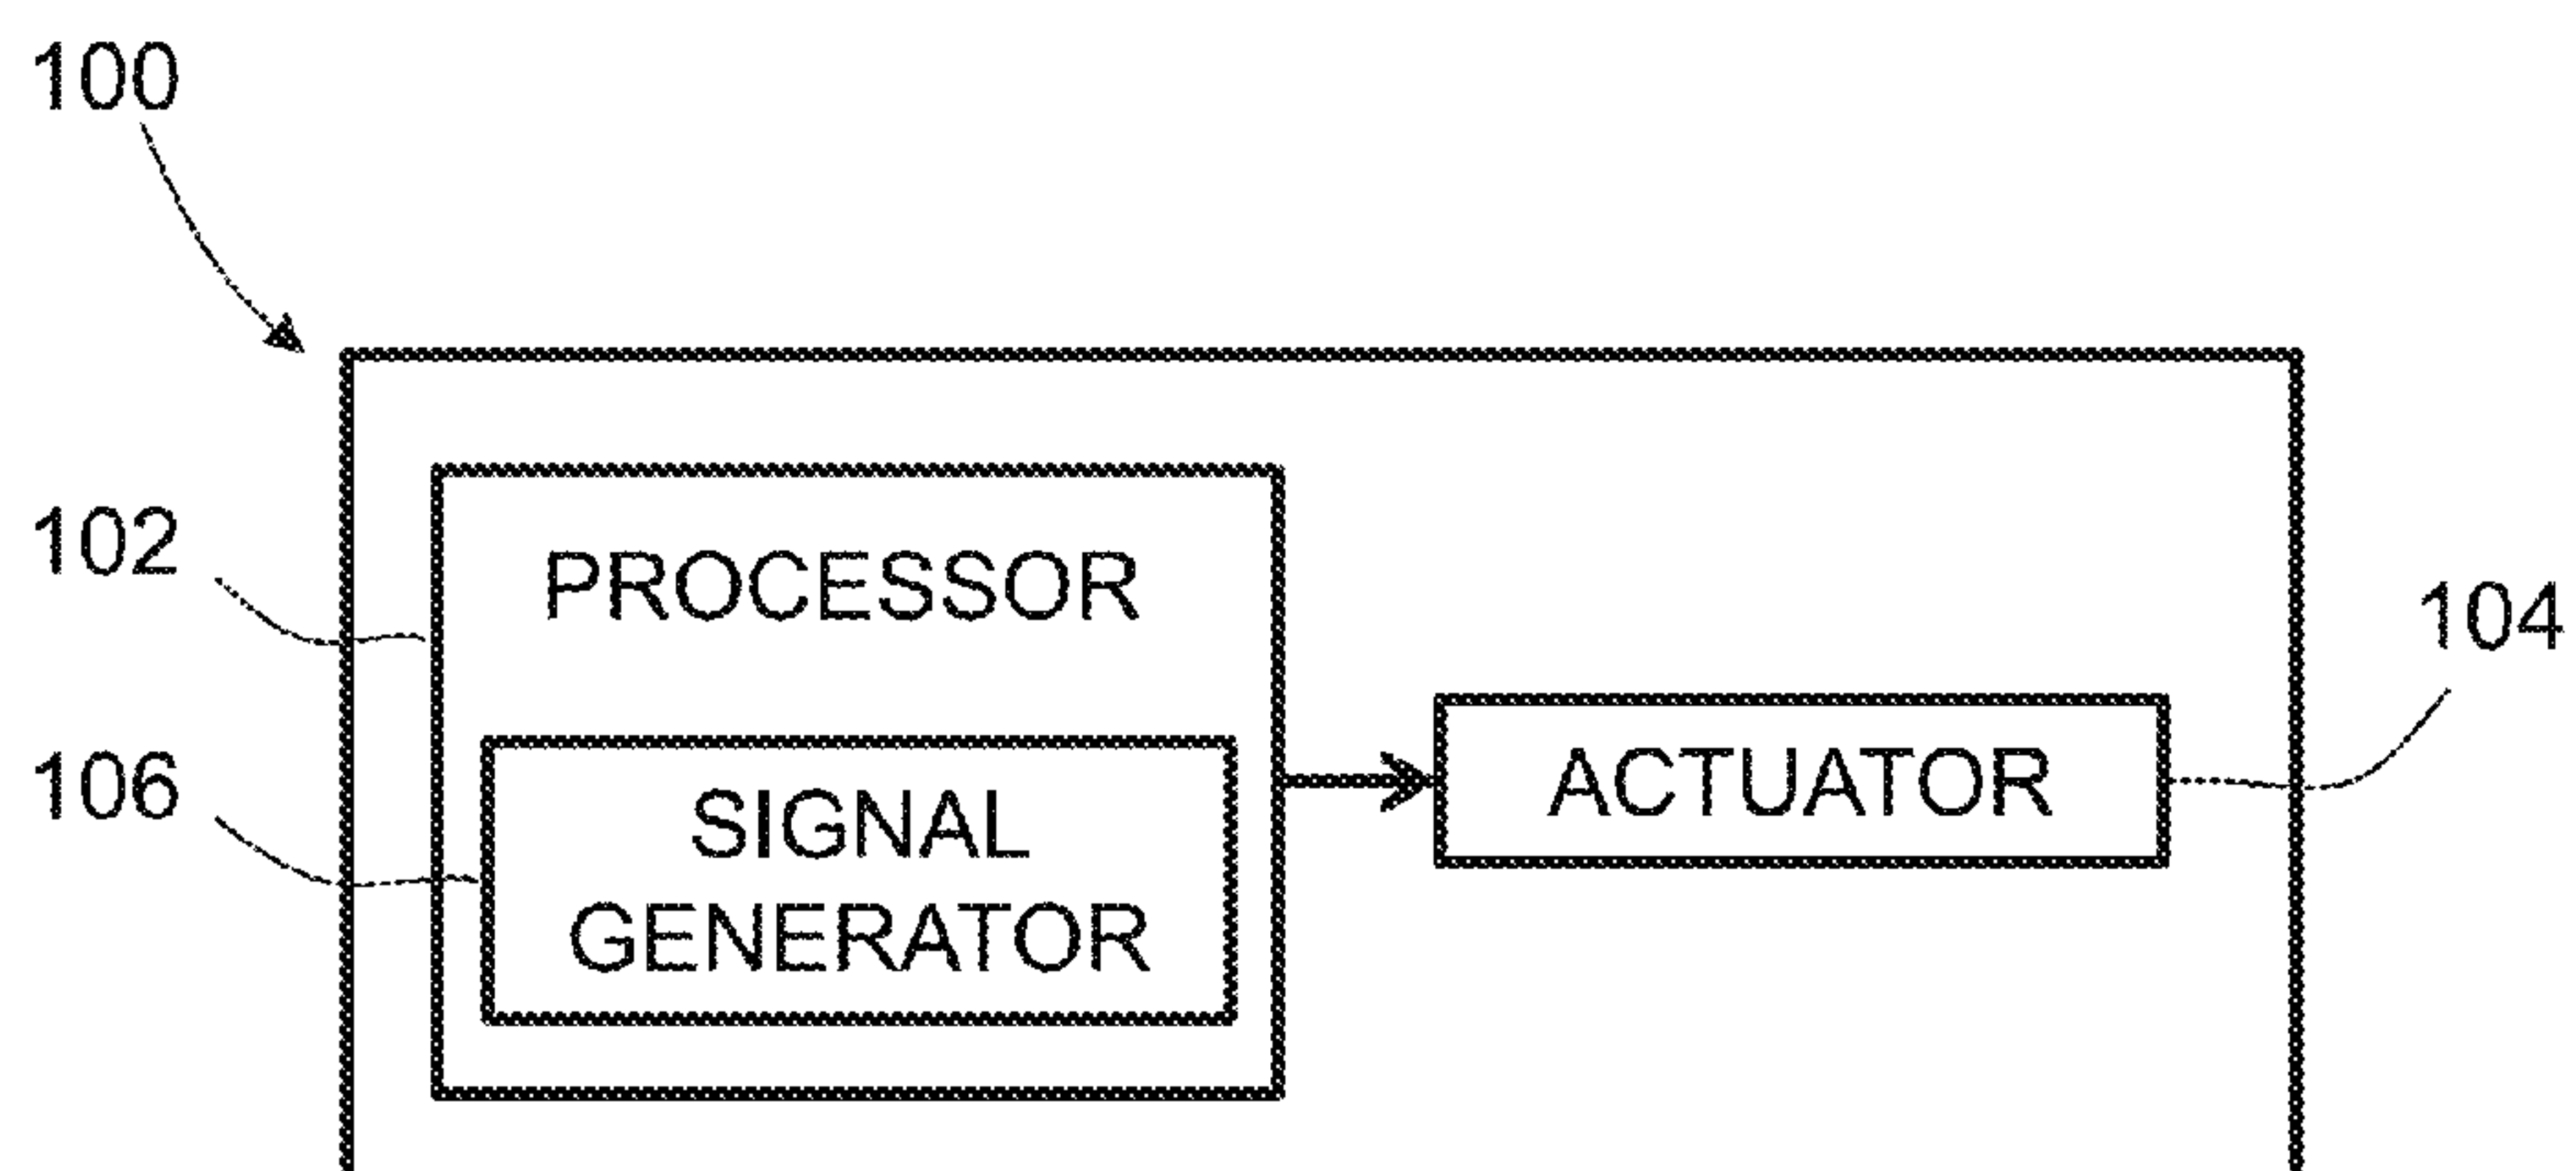 100
102
PROCESSOR
104
106
SIGNAL
GENERATOR
ACTUATOR